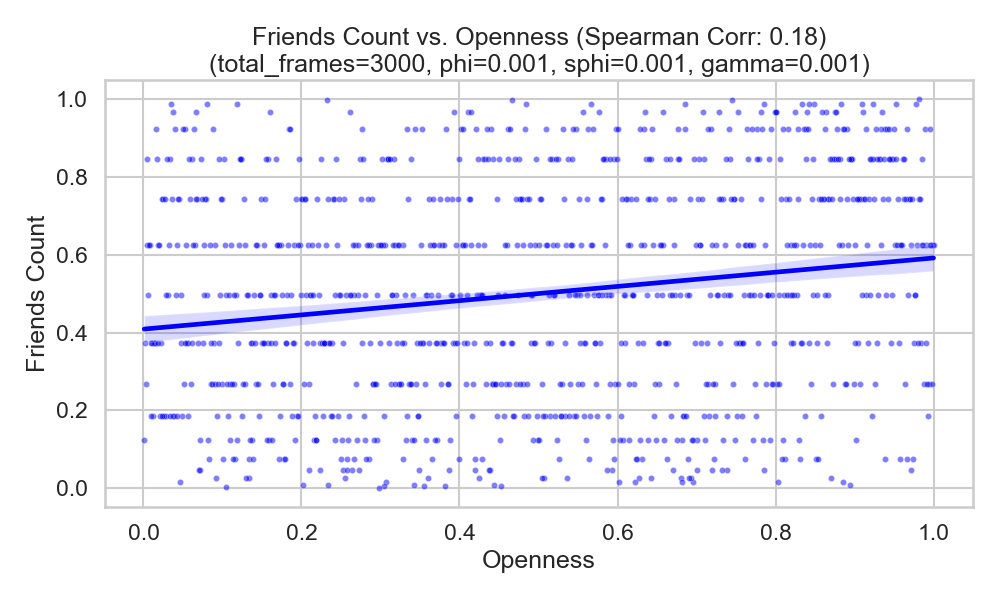 Friends Count vs. Openness (Spearman Corr: 0.18)
(total_frames=3000, phi=0.001, sphi=0.001, gamma=0.001)
1.0
0.8
0.6
0.4
0.2
0.0
Friends Count
0.0 0.2 0.4 0.6 0.8 1.0
Openness